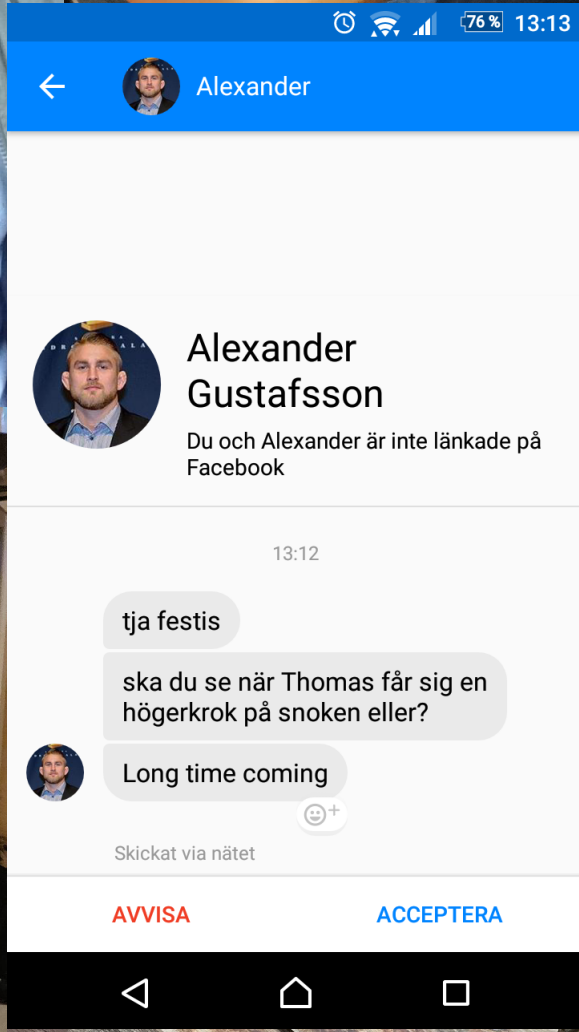 76 % 13:13
Alexander
Alexander
Gustafsson
Du och Alexander är inte länkade på
Facebook
13:12
tja festis
ska du se när Thomas får sig en
högerkrok på snoken eller?
Long time coming
Skickat via nätet
AVVISA ACCEPTERA